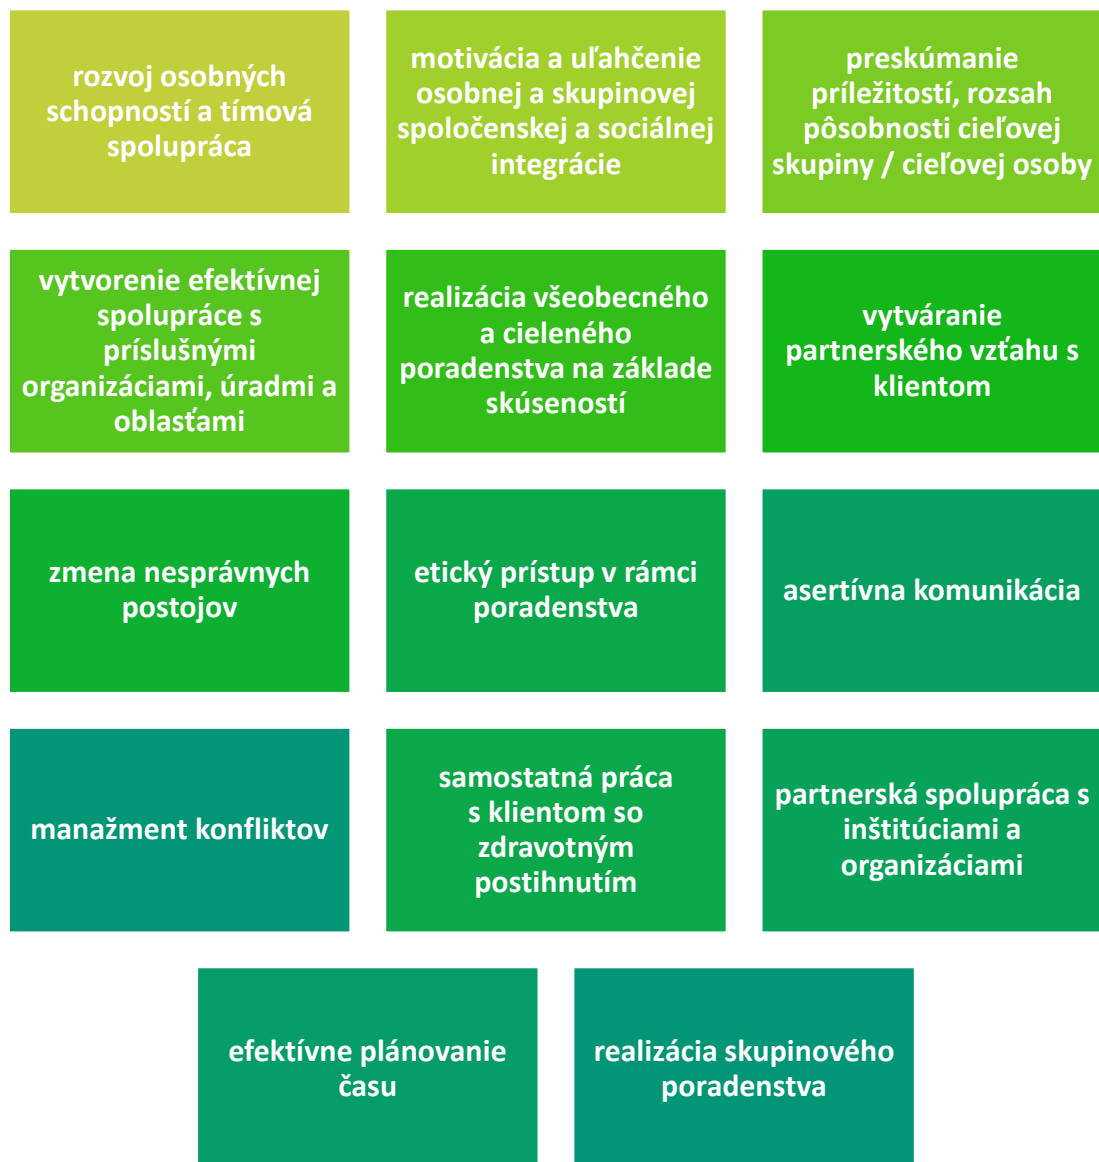 rozvoj osobných
schopností a tímová
spolupráca
motivácia a uľahčenie
osobnej a skupinovej
spoločenskej a sociálnej
integrácie
preskúmanie
príležitostí, rozsah
pôsobnosti cieľovej
skupiny / cieľovej osoby
vytvorenie efektívnej
spolupráce s
príslušnými
organizáciami, úradmi a
oblasťami
realizácia všeobecného
a cieleného
poradenstva na základe
skúseností
vytváranie
partnerského vzťahu s
klientom
zmena nesprávnych
postojov
etický prístup v rámci
poradenstva
asertívna komunikácia
manažment konfliktov
samostatná práca
s klientom so
zdravotným
postihnutím
partnerská spolupráca s
inštitúciami a
organizáciami
efektívne plánovanie
času
realizácia skupinového
poradenstva